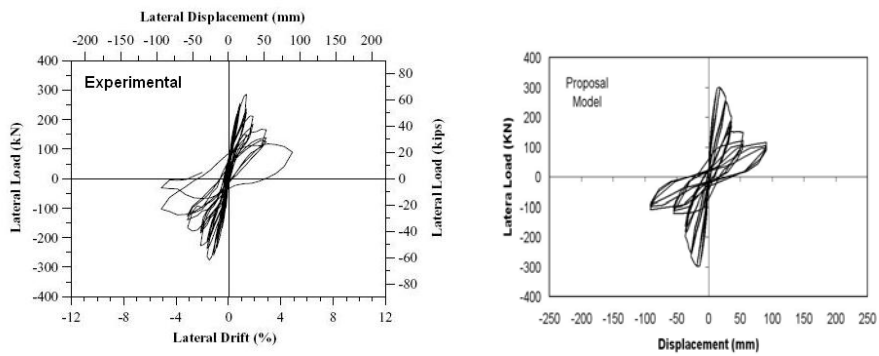 Lateral Displacement (mm)
-200 -150 -100 -50 0 50 100 150 200
400
300
200
100
0
-100
-200
-300
-400
Lateral Load (kN)
Experimental
80
60
40
20
0
-20
-40
-60
-80
Lateral Load (kips)
-12 -8 -4 0 4 8 12
Lateral Drift (%)
400
300
200
100
0
-100
-200
-300
-400
Latera Load (KN)
Proposal
Model
-250 -200 -150 -100 -50 0 50 100 150 200 250
Displacement (mm)